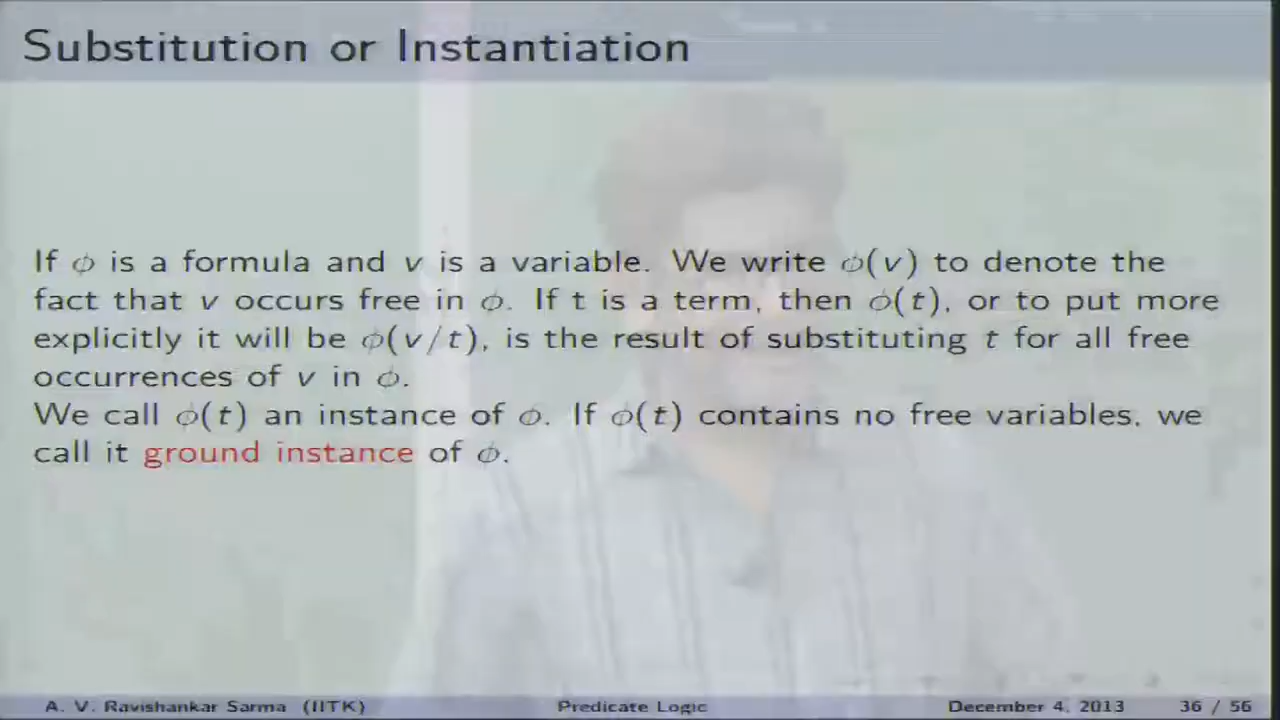 Substitution or Instantiation
If ϕ is a formula and v is a variable. We write ϕ(v) to denote the
fact that v occurs free in ϕ. If t is a term, then ϕ(t), or to put more
explicitly it will be ϕ(v/t), is the result of substituting t for all free
occurrences of v in ϕ.
We call ϕ(t) an instance of ϕ. If ϕ(t) contains no free variables, we
call it ground instance of ϕ.
A. V. Ravishankar Sarma (IITK) Predicate Logic December 4, 2013 36 / 56